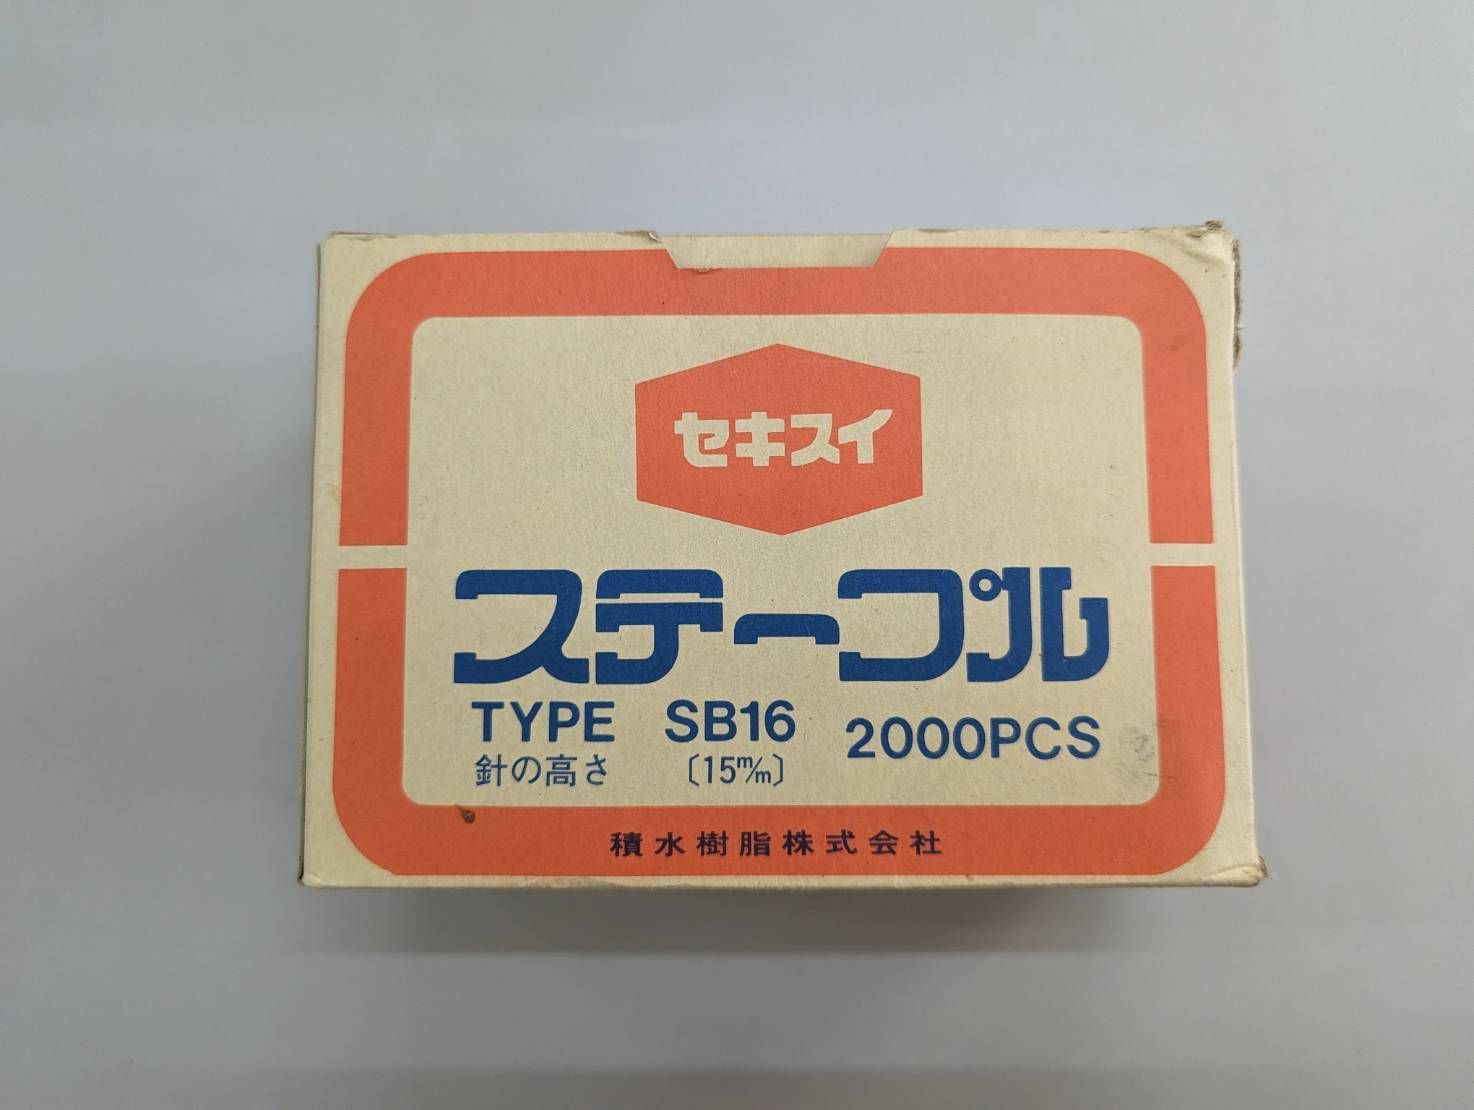 セキスイ
ステープル
TYPE SB16 2000PCS
針の高さ 〔15m/m〕
積水樹脂株式会社